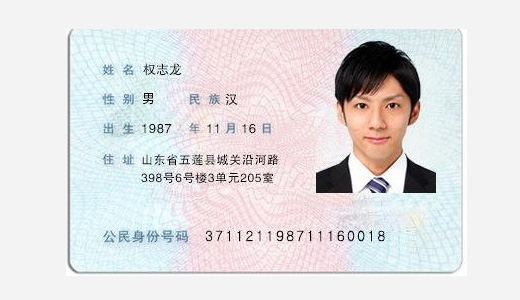 姓 名 权志龙
性 别 男 民 族 汉
出 生 1987 年 11 月 16 日
住 址 山东省五莲县城关沿河路
398号6号楼3单元205室
公民身份号码 371121198711160018